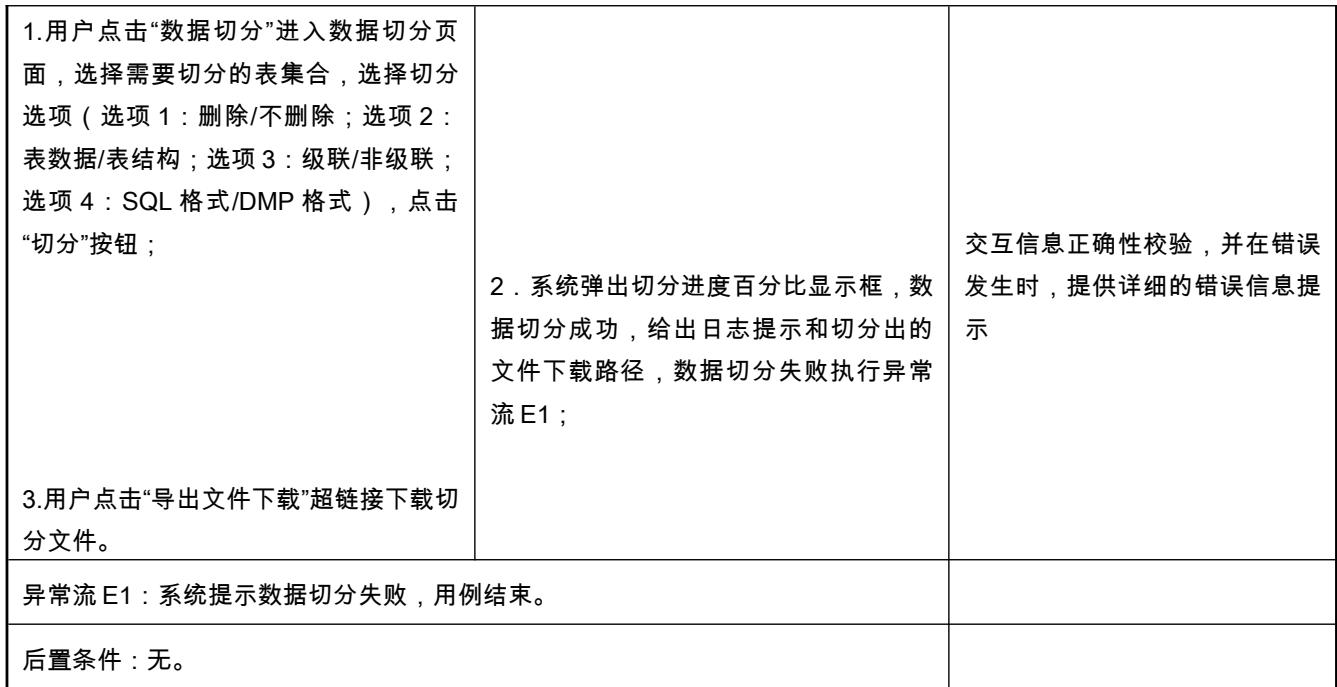 1.用户点击“数据切分”进入数据切分页
面，选择需要切分的表集合，选择切分
选项（选项 1：删除/不删除；选项 2：
表数据/表结构；选项 3：级联/非级联；
选项 4：SQL 格式/DMP 格式），点击
“切分”按钮；
2．系统弹出切分进度百分比显示框，数
据切分成功，给出日志提示和切分出的
文件下载路径，数据切分失败执行异常
流 E1；
3.用户点击“导出文件下载”超链接下载切
分文件。
交互信息正确性校验，并在错误
发生时，提供详细的错误信息提
示
异常流 E1：系统提示数据切分失败，用例结束。
后置条件：无。